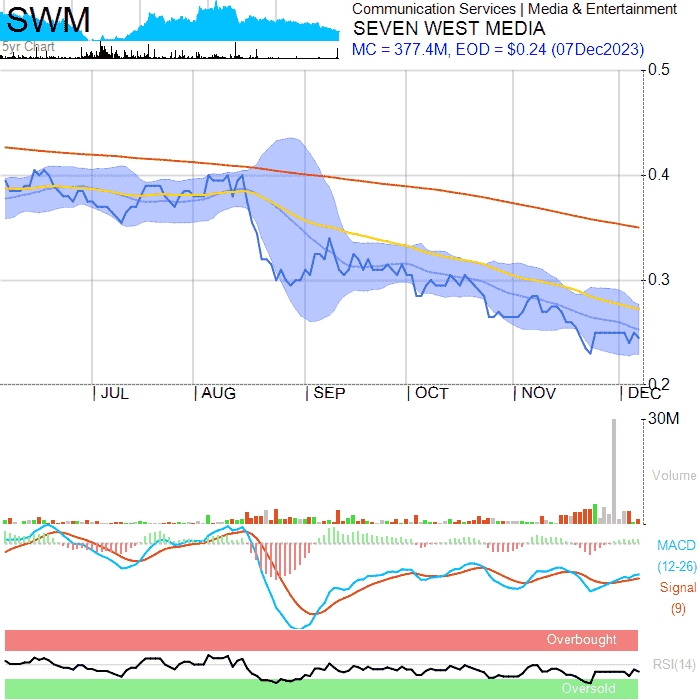 SWM
5yr Chart
Communication Services | Media & Entertainment
SEVEN WEST MEDIA
MC = 377.4M, EOD = $0.24 (07Dec2023)
0.5
0.4
0.3
0.2
JUL
AUG
SEP
OCT
NOV
DEC
30M
Volume
MACD
(12-26)
Signal
(9)
Overbought
RSI(14)
Oversold